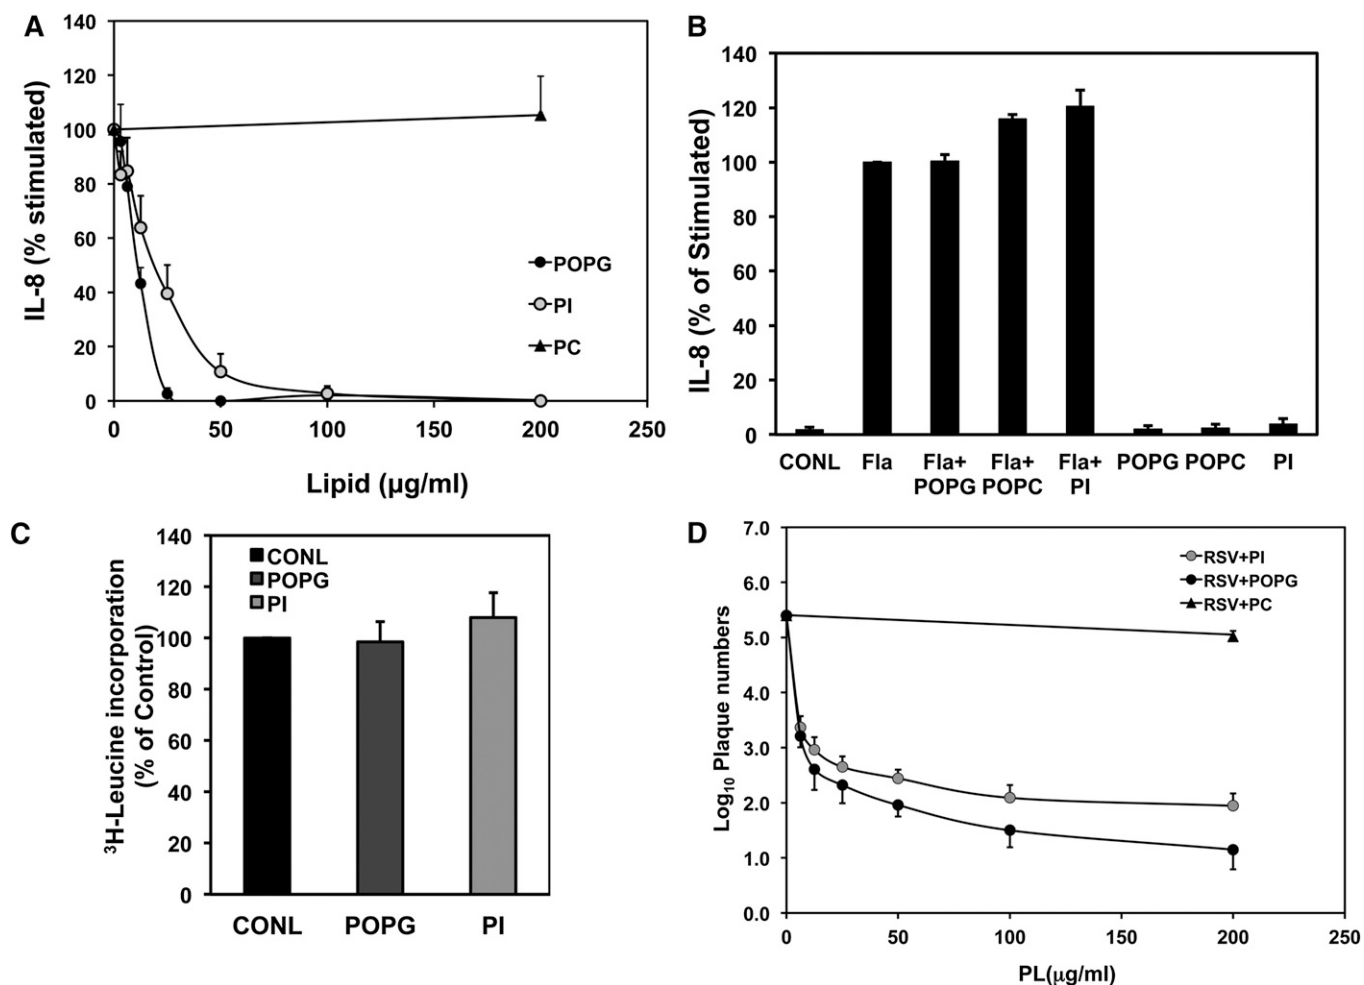 A
IL-8 (% stimulated)
140
120
100
80
60
40
20
0
0 50 100 150 200 250
Lipid (µg/ml)
POPG
PI
PC
B
IL-8 (% of Stimulated)
140
120
100
80
60
40
20
0
CONL Fla Fla+ Fla+ Fla+ POPG POPC PI
POPG POPC PI
C
³H-Leucine incorporation
(% of Control)
140
120
100
80
60
40
20
0
CONL
POPG
PI
CONL POPG PI
D
Log₁₀ Plaque numbers
7.0
6.0
5.0
4.0
3.0
2.0
1.0
0.0
RSV+PI
RSV+POPG
RSV+PC
0 50 100 150 200 250
PL(µg/ml)